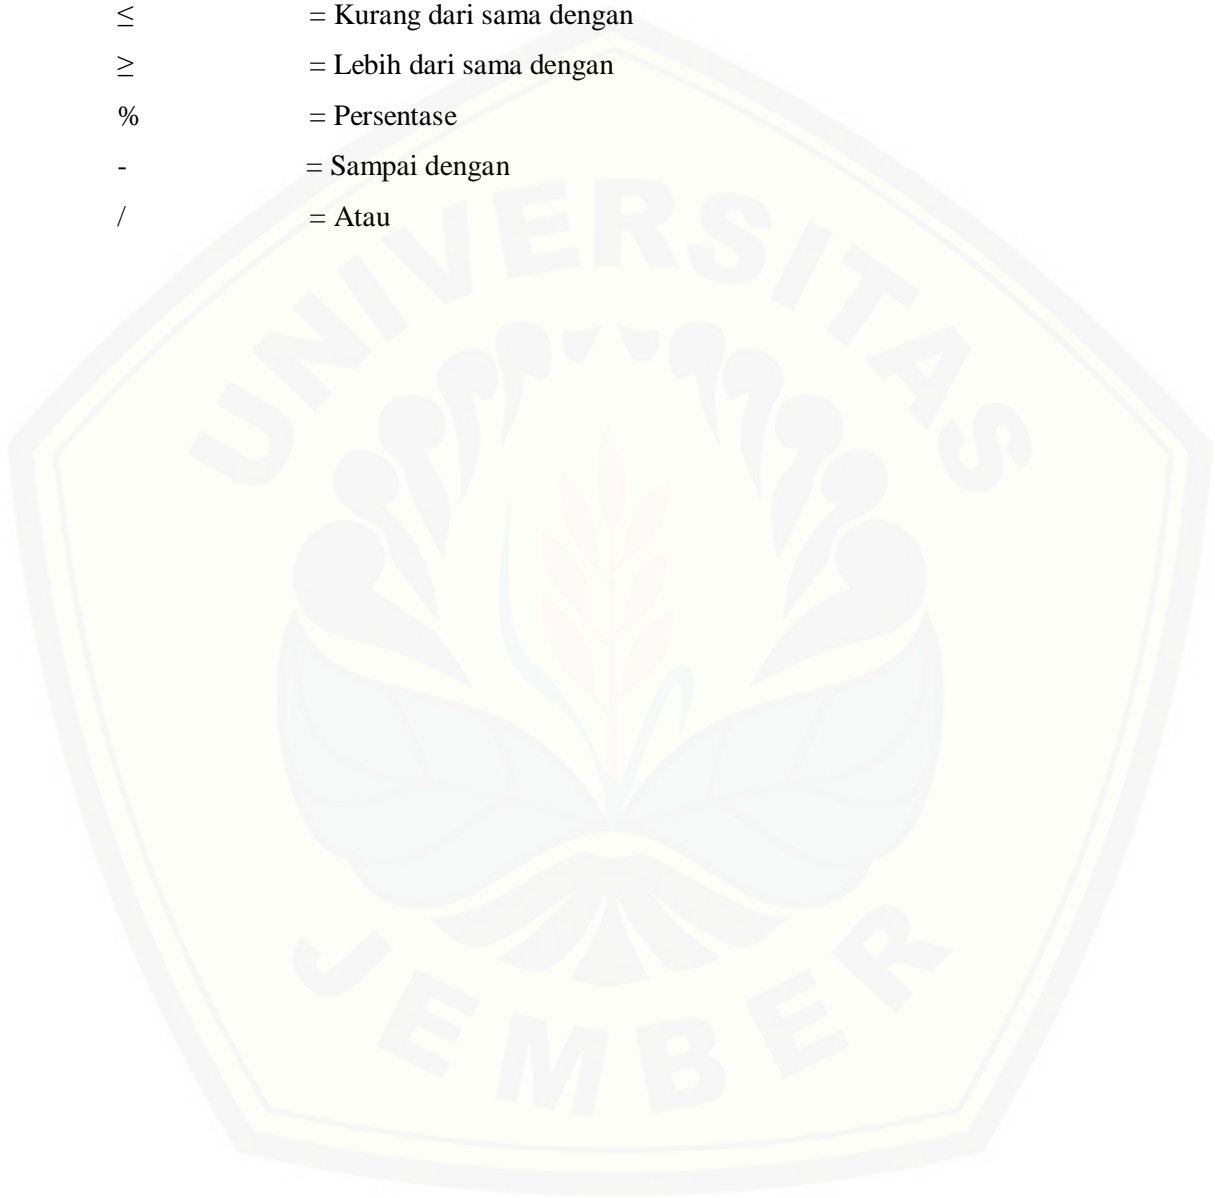 ≤ = Kurang dari sama dengan
≥ = Lebih dari sama dengan
% = Persentase
- = Sampai dengan
/ = Atau
UNIVERSITAS
JEMBER